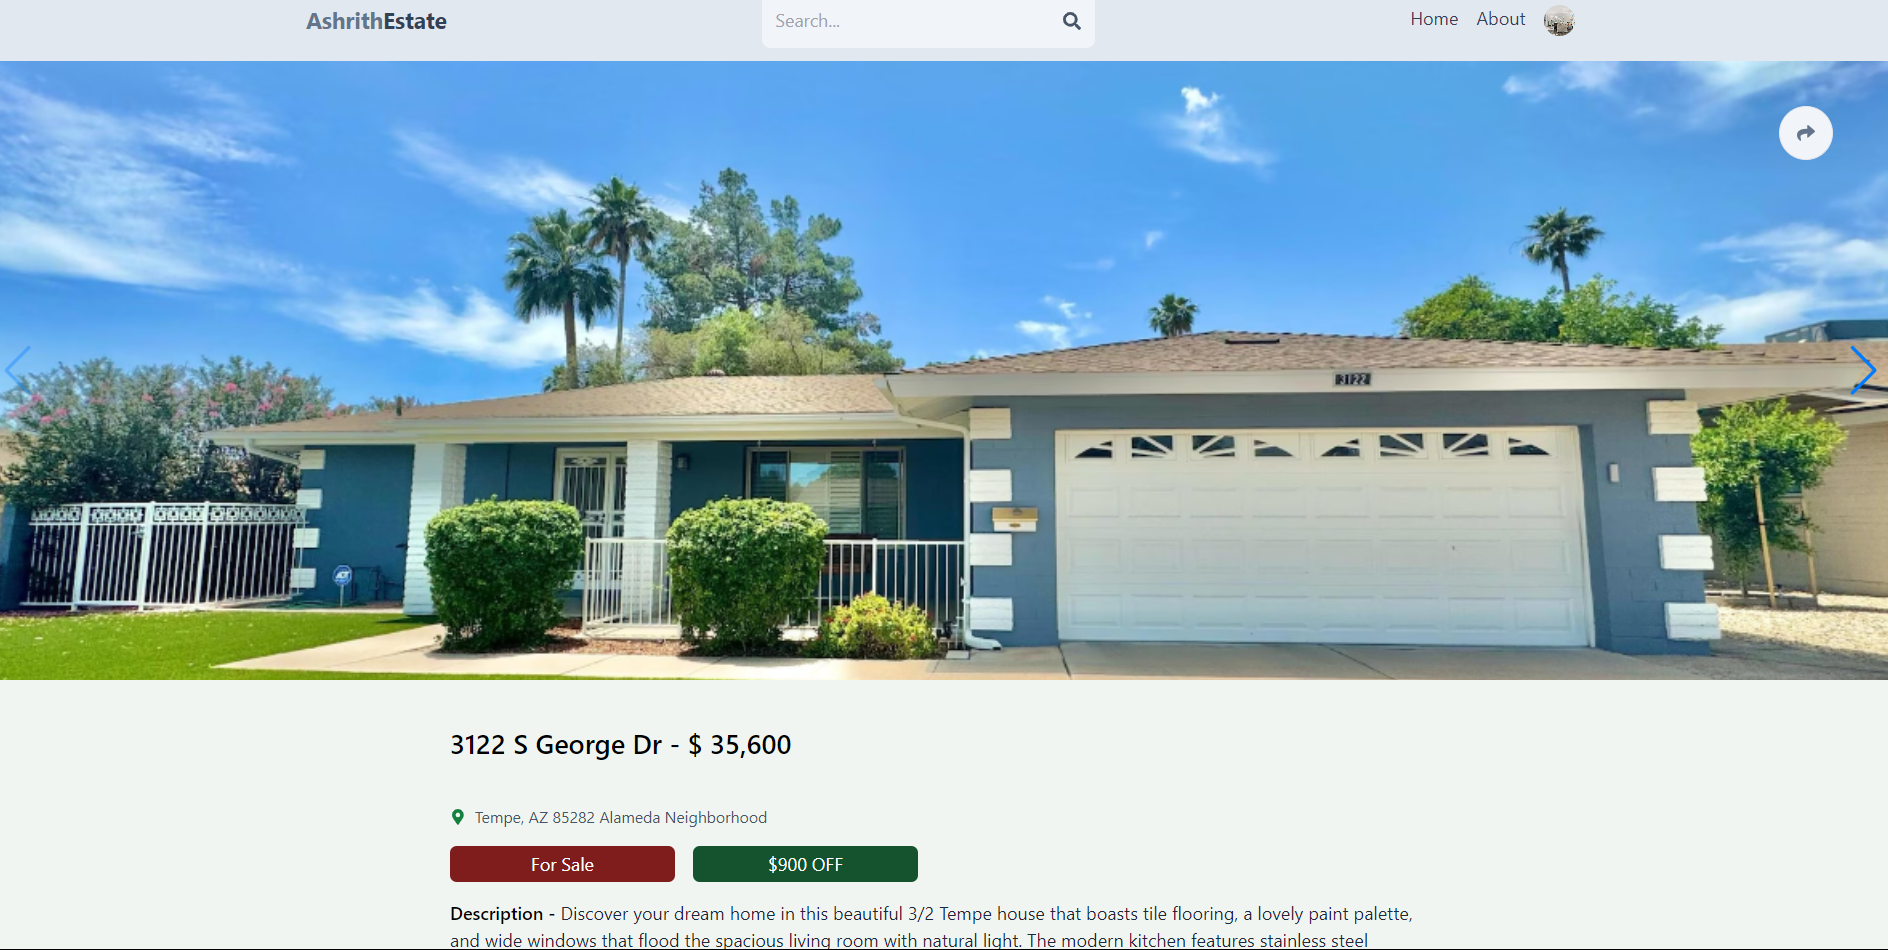 AshrithEstate
Search...
Home About
3122
ADT
3122 S George Dr - $ 35,600
Tempe, AZ 85282 Alameda Neighborhood
For Sale
$900 OFF
Description - Discover your dream home in this beautiful 3/2 Tempe house that boasts tile flooring, a lovely paint palette,
and wide windows that flood the spacious living room with natural light. The modern kitchen features stainless steel